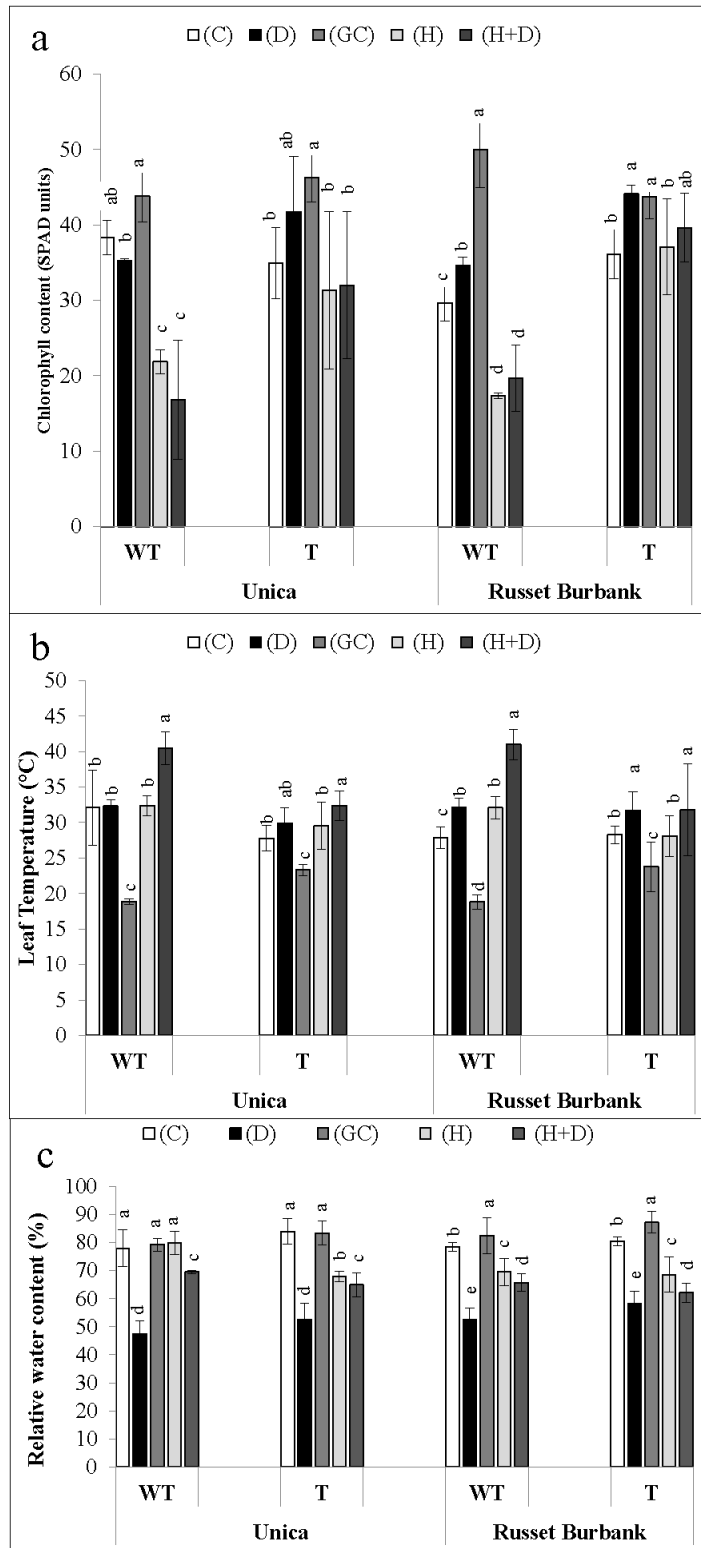 a
(C) (D) (GC) (H) (H+D)
Chlorophyll content (SPAD units)
60
50
40
30
20
10
0
ab b a c c
b ab a b b
c b a d d
b a a b ab
WT T WT T
Unica Russet Burbank
b
(C) (D) (GC) (H) (H+D)
Leaf Temperature (°C)
50
45
40
35
30
25
20
15
10
5
0
b b c b a
b ab c b a
c b d b a
b a c b a
WT T WT T
Unica Russet Burbank
c
(C) (D) (GC) (H) (H+D)
Relative water content (%)
100
90
80
70
60
50
40
30
20
10
0
a d a a c
a d a b c
b e a c d
b e a c d
WT T WT T
Unica Russet Burbank